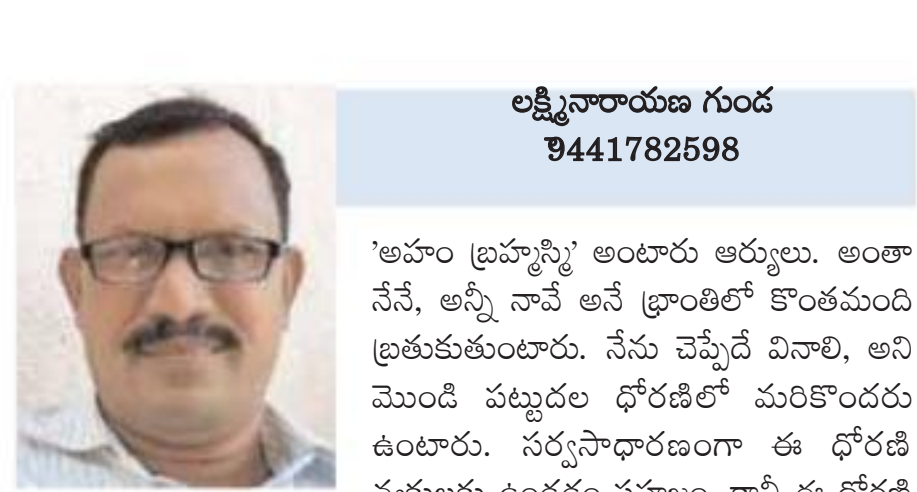 లక్ష్మినారాయణ గుండ
9441782598
’అహం బ్రహ్మస్మి’ అంటారు ఆర్యులు. అంతా
నేనే, అన్నీ నావే అనే భ్రాంతిలో కొంతమంది
బ్రతుకుతుంటారు. నేను చెప్పేదే వినాలి, అని
మొండి పట్టుదల ధోరణిలో మరికొందరు
ఉంటారు. సర్వసాధారణంగా ఈ ధోరణి